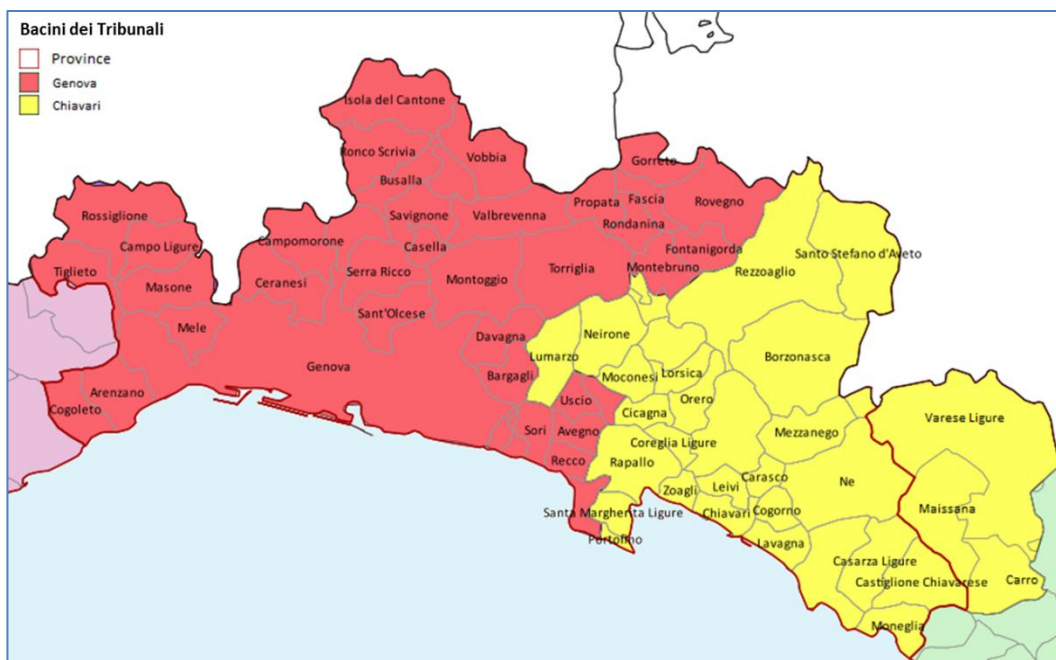 Bacini dei Tribunali
Province
Genova
Chiavari
Isola del Cantone
Ronco Scrivia
Vobbia
Gorreto
Busalla
Propata
Fascia
Rovegno
Rossiglione
Savignone
Valbrevenna
Rondanina
Campo Ligure
Campomorone
Casella
Fontanigorda
Santo Stefano d'Aveto
Tiglieto
Serra Ricco
Torriglia
Montebruno
Rezzoaglio
Masone
Ceranesi
Montoggio
Mele
Sant'Olcese
Davagna
Neirone
Lumarzo
Borzonasca
Genova
Bargagli
Moconesi
Lorsica
Arenzano
Uscio
Orero
Cogoleto
Cicagna
Varese Ligure
Sori
Avegno
Mezzanego
Coreglia Ligure
Recco
Rapallo
Carasco
Ne
Zoagli
Leivi
Maissana
Santa Margherita Ligure
Chiavari
Cogorno
Portofino
Lavagna
Casarza Ligure
Castiglione Chiavarese
Carro
Moneglia